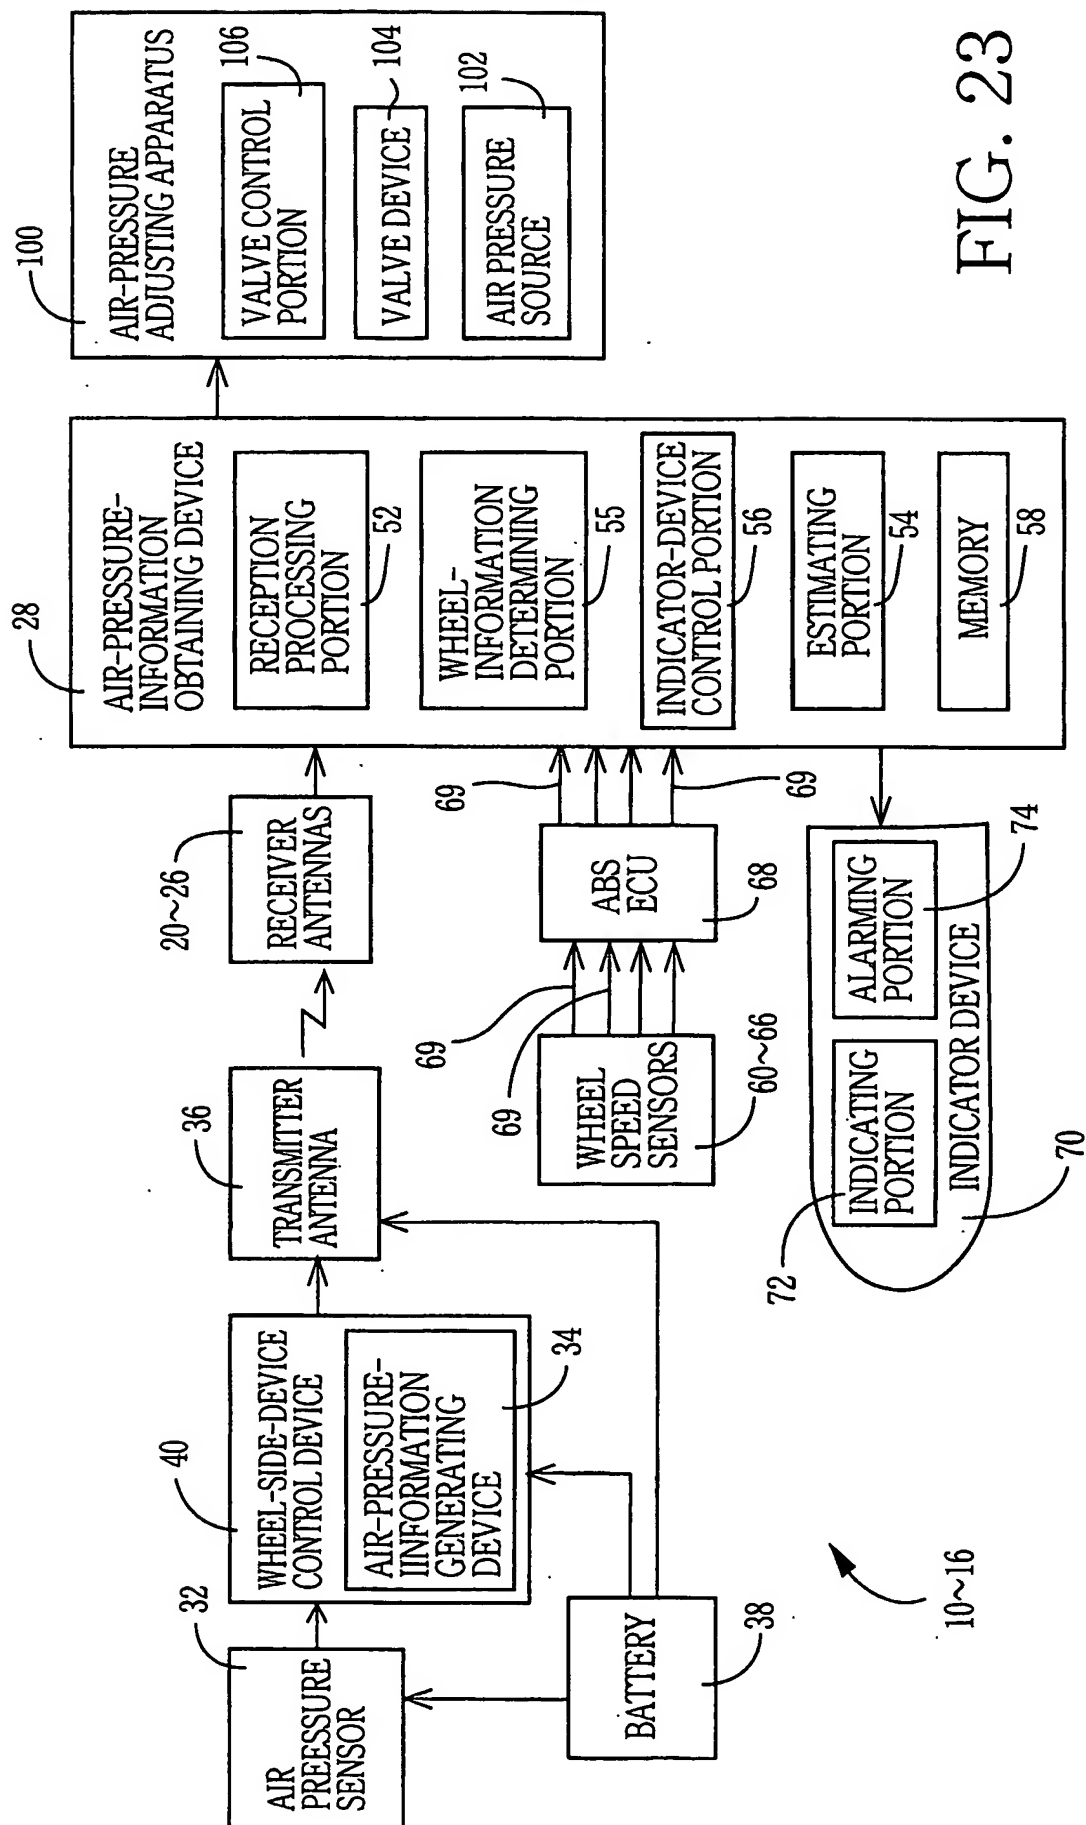 AIR
PREESSURE
SENSOR
32
WHEEL-SIDE-DEVICE
CONTROL DEVICE
40
AIR-PRESSURE-
IINFORMATION
GENERATING
DEVICE
34
TRANSMITTER
ANTENNA
36
BATTERY
38
10~16
RECEIVER
ANTENNAS
20~26
WHEEL
SPEED
SENSORS
60~66
69
69
ABS
ECU
68
69
69
INDICATING
PORTION
72
ALARMING
PORTION
74
INDICATOR DEVICE
70
28
AIR-PRESSURE-
INFORMATION
OBTAINING DEVICE
RECEPTION
PROCESSING
PORTION
52
WHEEL-
INFORMATION
DETERMINING
PORTION
55
INDICATOR-DEVICE
CONTROL PORTION
56
ESTIMATING
PORTION
54
MEMORY
58
100
AIR-PRESSURE
ADJUSTING APPARATUS
VALVE CONTROL
PORTION
106
VALVE DEVICE
104
AIR PRESSURE
SOURCE
102
FIG. 23